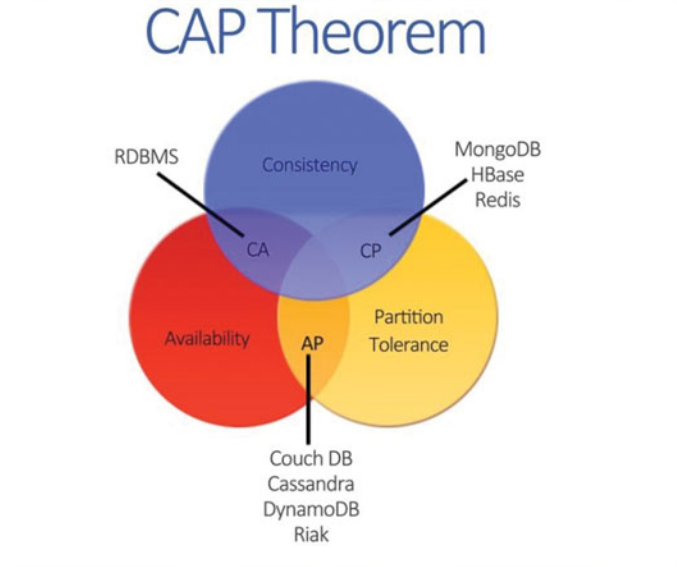 CAP Theorem
RDBMS
Consistency
MongoDB
HBase
Redis
CA
CP
Availability
AP
Partition
Tolerance
Couch DB
Cassandra
DynamoDB
Riak